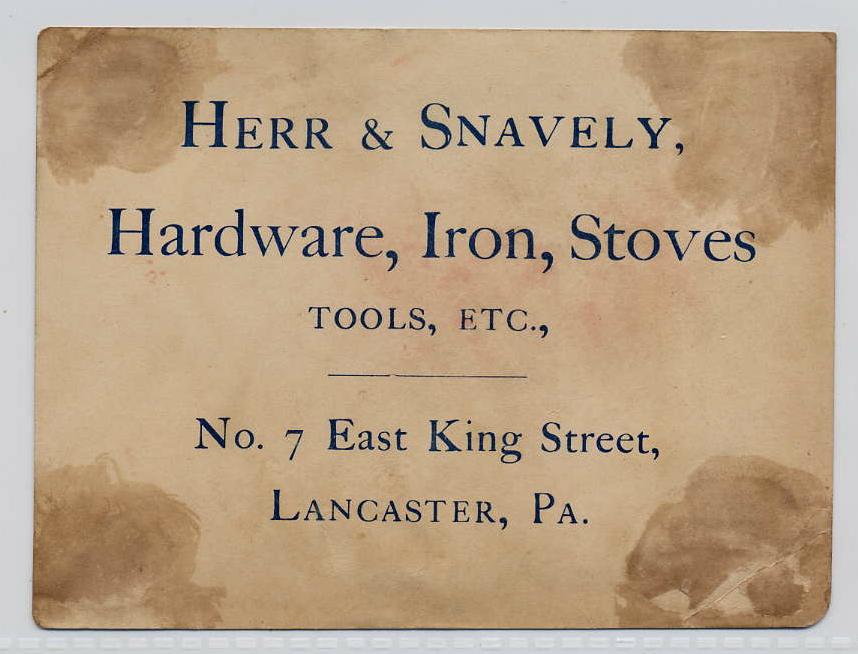 HERR & SNAVELY,
Hardware, Iron, Stoves
TOOLS, ETC.,
No. 7 East King Street,
LANCASTER, PA.